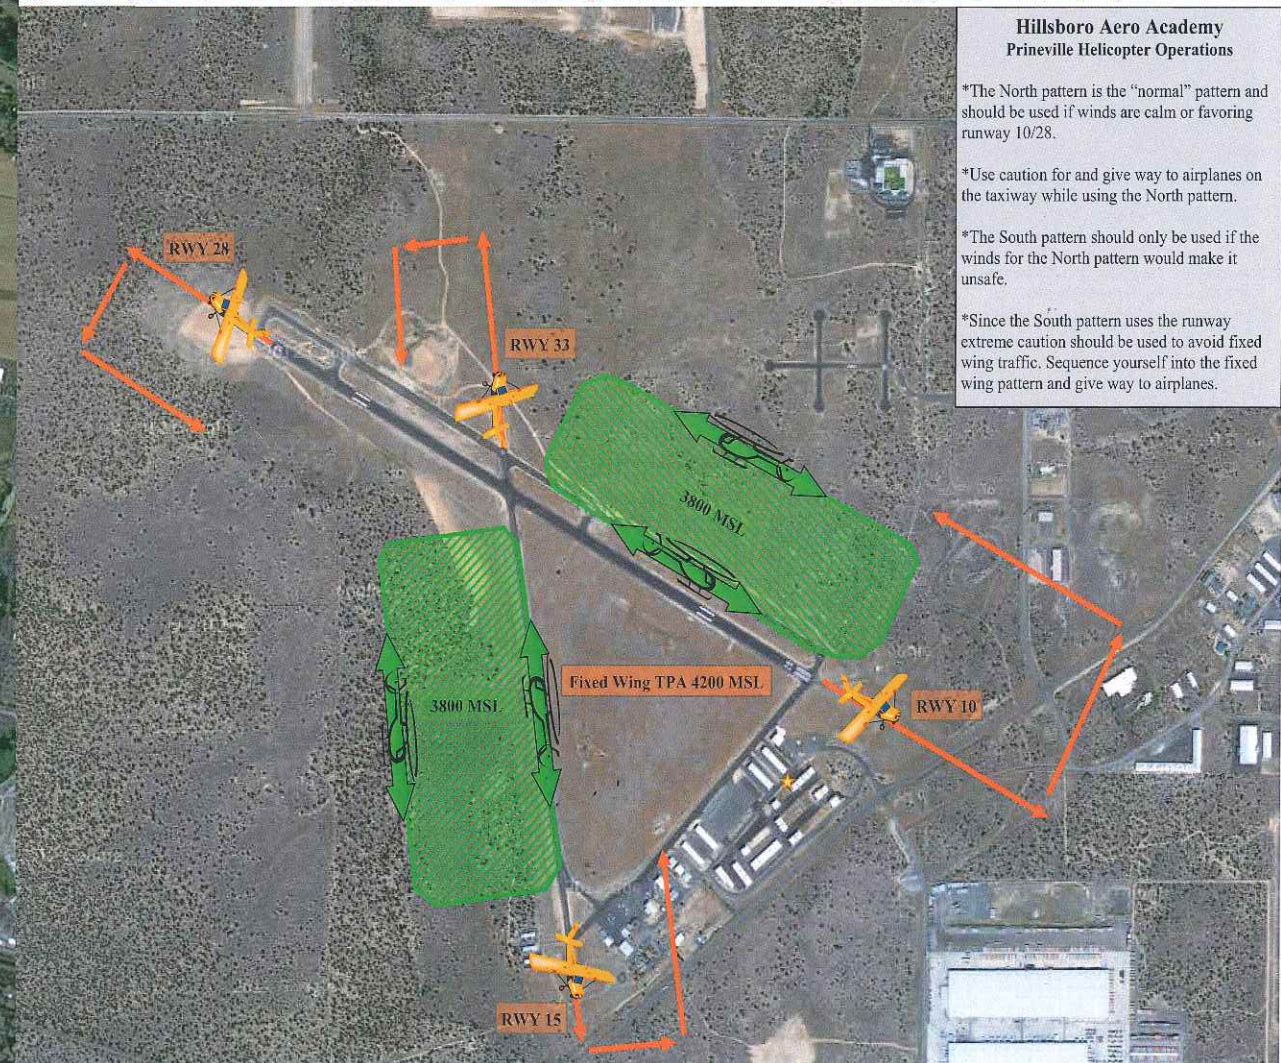 Hillsboro Aero Academy
Prineville Helicopter Operations
*The North pattern is the “normal” pattern and
should be used if winds are calm or favoring
runway 10/28.
*Use caution for and give way to airplanes on
the taxiway while using the North pattern.
*The South pattern should only be used if the
winds for the North pattern would make it
unsafe.
*Since the South pattern uses the runway
extreme caution should be used to avoid fixed
wing traffic. Sequence yourself into the fixed
wing pattern and give way to airplanes.
RWY 28
RWY 33
3800 MSL
Fixed Wing TPA 4200 MSL
3800 MSL
RWY 10
RWY 15